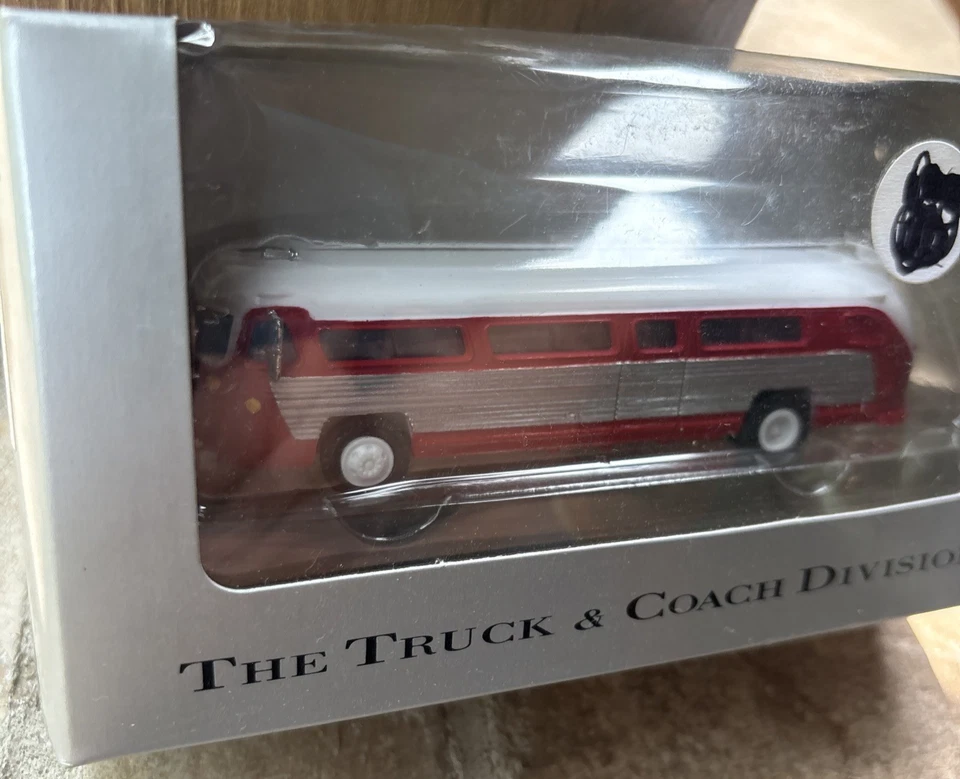 THE TRUCK & COACH DIVISIO